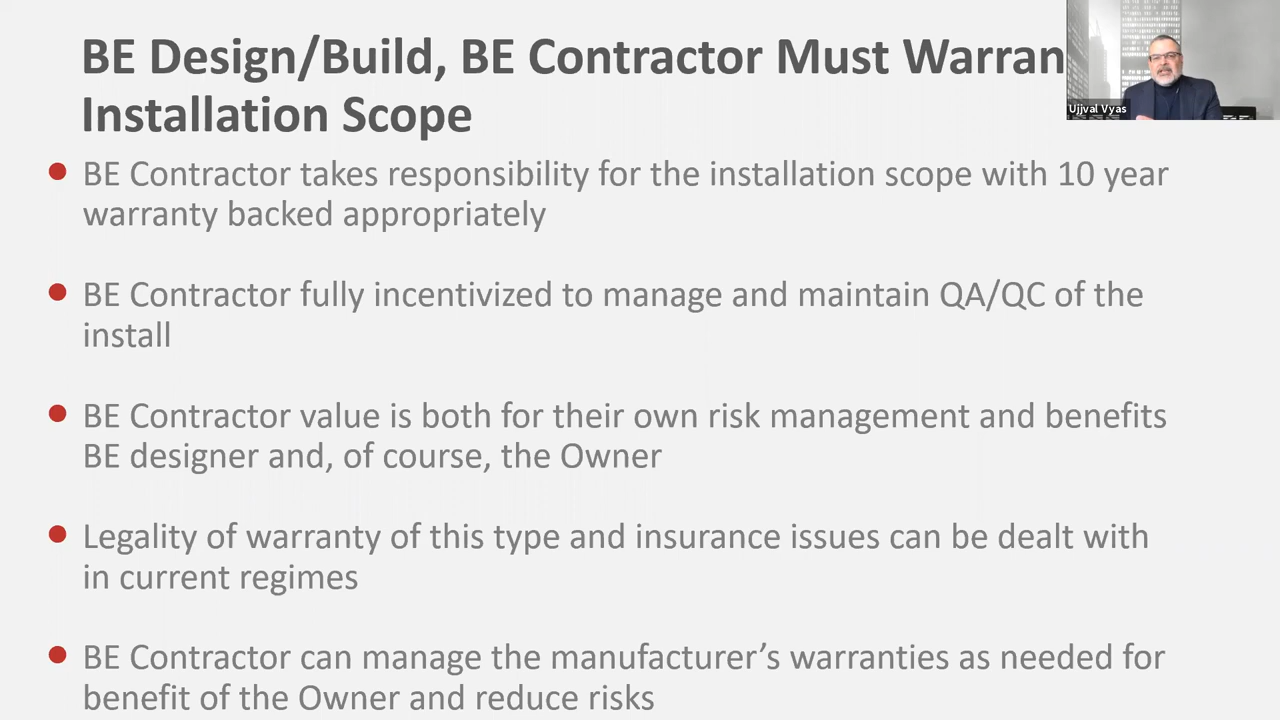 BE Design/Build, BE Contractor Must Warran
Installation Scope
Ujjval Vyas
BE Contractor takes responsibility for the installation scope with 10 year
warranty backed appropriately
BE Contractor fully incentivized to manage and maintain QA/QC of the
install
BE Contractor value is both for their own risk management and benefits
BE designer and, of course, the Owner
Legality of warranty of this type and insurance issues can be dealt with
in current regimes
BE Contractor can manage the manufacturer’s warranties as needed for
benefit of the Owner and reduce risks